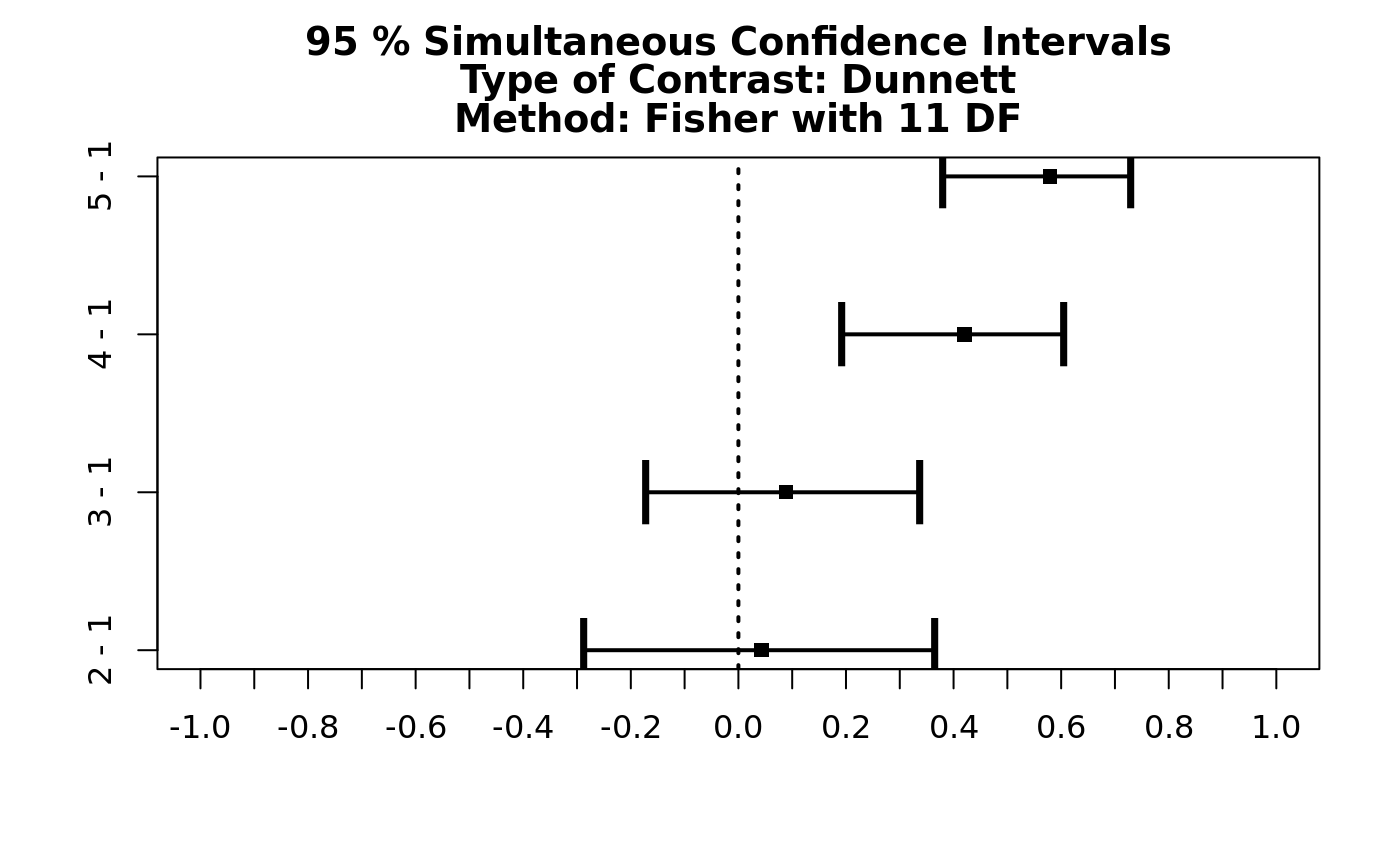 95 % Simultaneous Confidence Intervals
Type of Contrast: Dunnett
Method: Fisher with 11 DF
5 - 1
4 - 1
3 - 1
2 - 1
-1.0 -0.8 -0.6 -0.4 -0.2 0.0 0.2 0.4 0.6 0.8 1.0